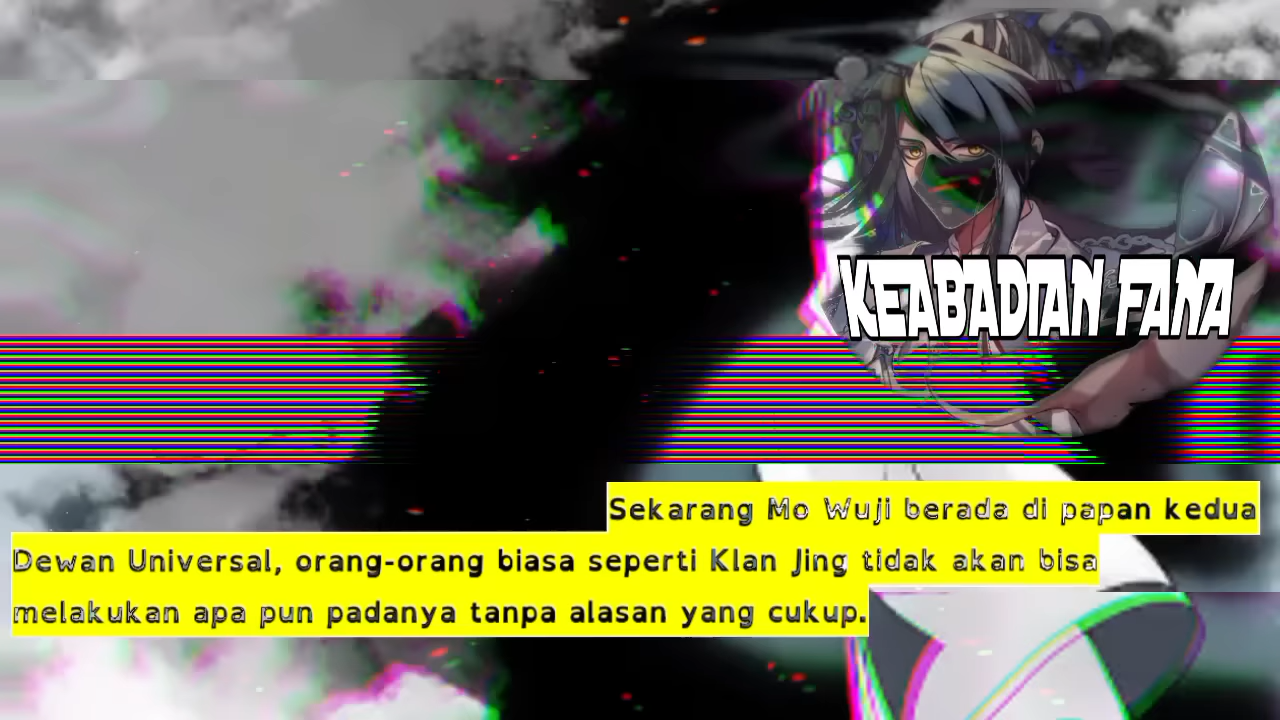 KEABADIAN FANA
Sekarang Mo Wuji berada di papan kedua
Dewan Universal, orang-orang biasa seperti Klan Jing tidak akan bisa
melakukan apa pun padanya tanpa alasan yang cukup.